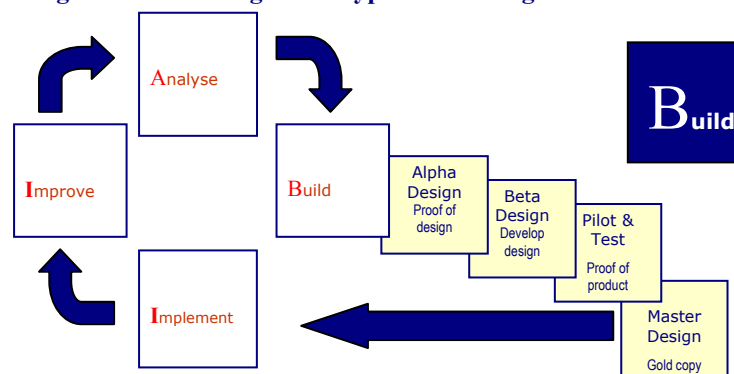 Analyse
Build
Improve
Build
Alpha
Design
Proof of
design
Beta
Design
Develop
design
Pilot &
Test
Proof of
product
Implement
Master
Design
Gold copy